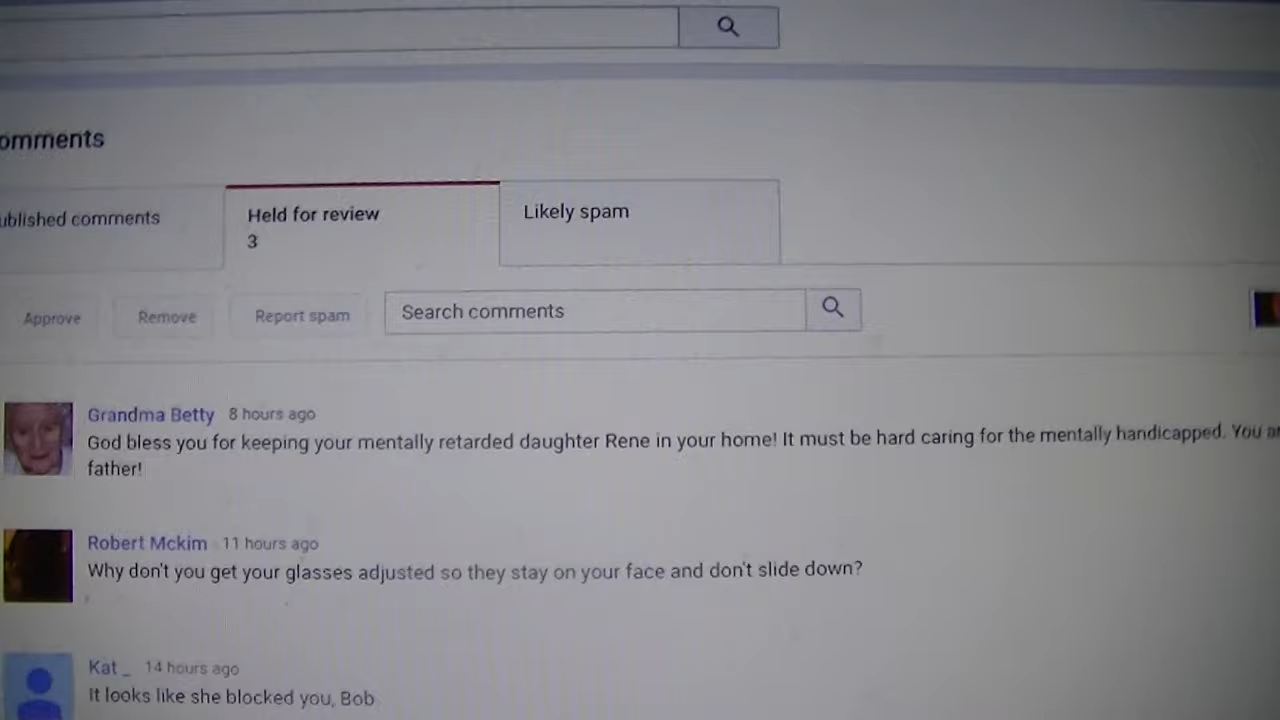 omments
ublished comments
Held for review
3
Likely spam
Approve
Remove
Report spam
Search comments
Grandma Betty 8 hours ago
God bless you for keeping your mentally retarded daughter Rene in your home! It must be hard caring for the mentally handicapped. You ar
father!
Robert Mckim 11 hours ago
Why don't you get your glasses adjusted so they stay on your face and don't slide down?
Kat _ 14 hours ago
It looks like she blocked you, Bob